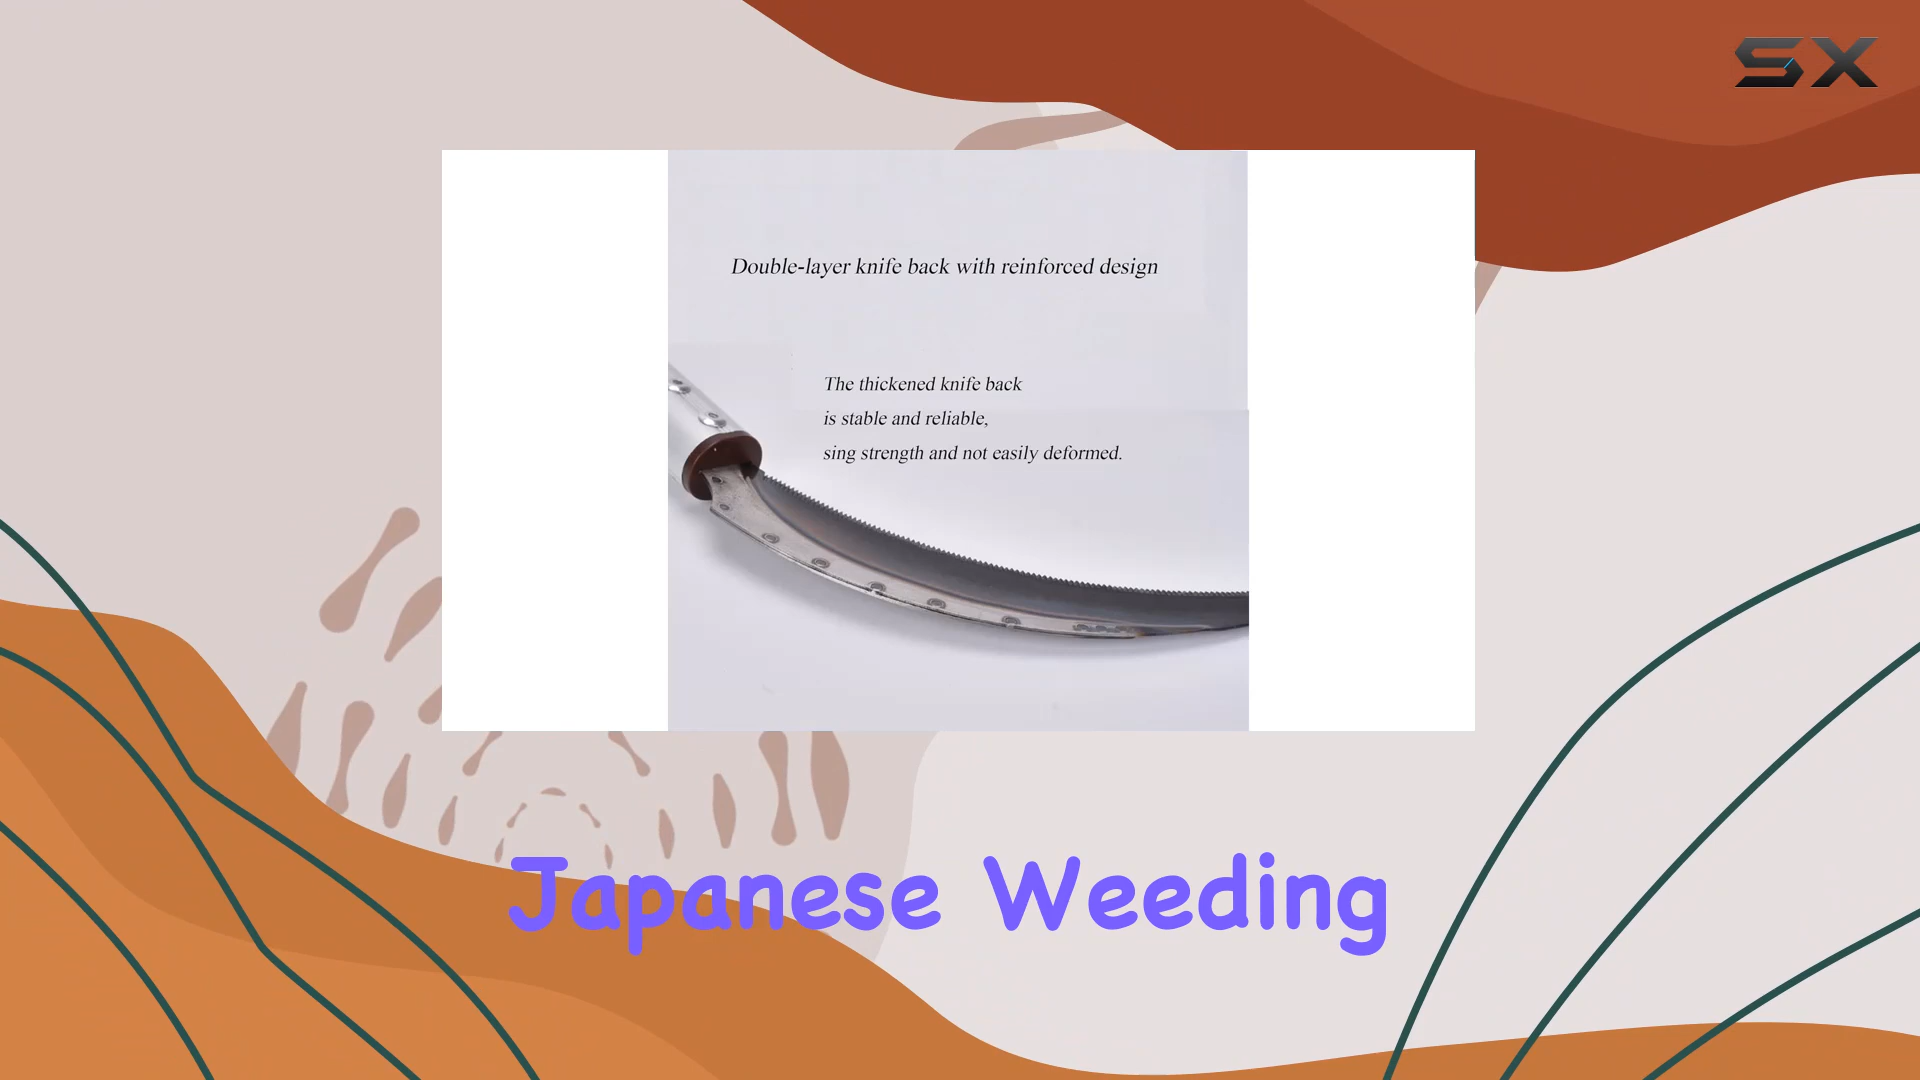 SX
Double-layer knife back with reinforced design
The thickened knife back
is stable and reliable,
sing strength and not easily deformed.
Japanese Weeding